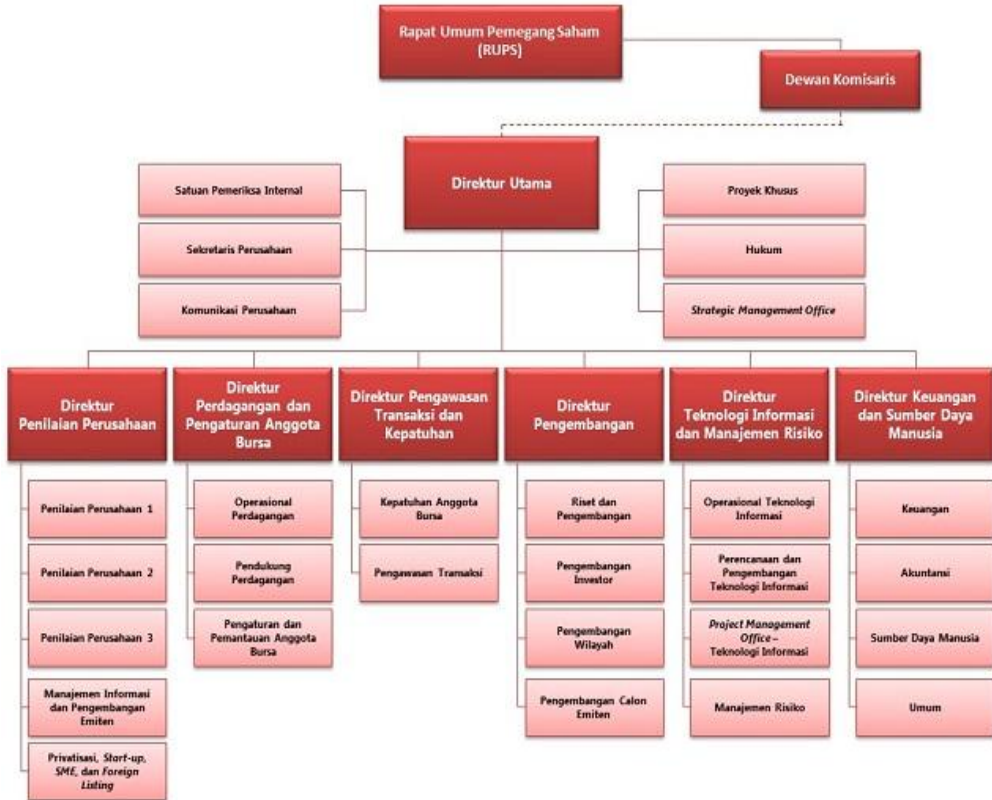 Rapat Umum Pemegang Saham
(RUPS)
Dewan Komisaris
Direktur Utama
Satuan Pemeriksa Internal
Sekretaris Perusahaan
Komunikasi Perusahaan
Proyek Khusus
Hukum
Strategic Management Office
Direktur
Penilaian Perusahaan
Penilaian Perusahaan 1
Penilaian Perusahaan 2
Penilaian Perusahaan 3
Manajemen Informasi
dan Pengembangan
Emiten
Privatisasi, Start-up,
SME, dan Foreign
Listing
Direktur
Perdagangan dan
Pengaturan Anggota
Bursa
Operasional
Perdagangan
Pendukung
Perdagangan
Pengaturan dan
Pemantauan Anggota
Bursa
Direktur Pengawasan
Transaksi dan
Kepatuhan
Kepatuhan Anggota
Bursa
Pengawasan Transaksi
Direktur
Pengembangan
Riset dan
Pengembangan
Pengembangan
Investor
Pengembangan
Wilayah
Pengembangan Calon
Emiten
Direktur
Teknologi Informasi
dan Manajemen Risiko
Operasional Teknologi
Informasi
Perencanaan dan
Pengembangan
Teknologi Informasi
Project Management
Office –
Teknologi Informasi
Manajemen Risiko
Direktur Keuangan
dan Sumber Daya
Manusia
Keuangan
Akuntansi
Sumber Daya Manusia
Umum